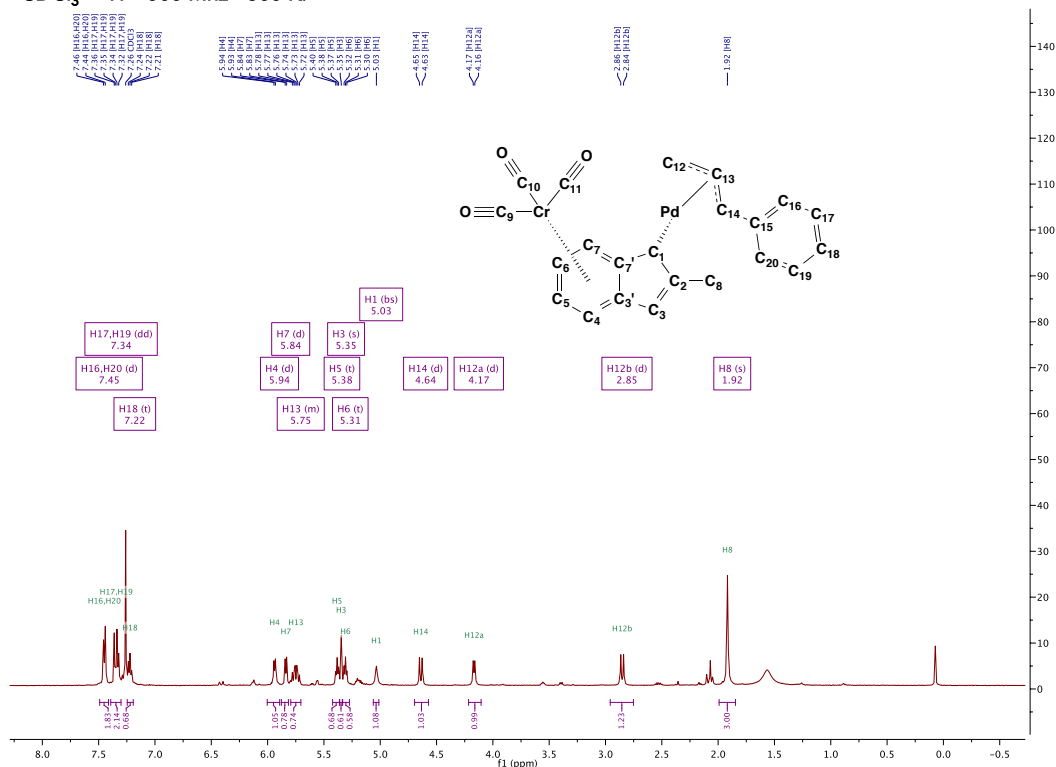 7.46 [H16,H20]
7.44 [H16,H20]
7.36 [H17,H19]
7.35 [H17,H19]
7.34 [H17,H19]
7.32 [H17,H19]
7.26 CDCl3
7.24 [H18]
7.22 [H18]
7.21 [H18]
5.94 [H4]
5.93 [H4]
5.84 [H7]
5.83 [H7]
5.78 [H13]
5.77 [H13]
5.76 [H13]
5.74 [H13]
5.73 [H13]
5.72 [H13]
5.40 [H5]
5.38 [H5]
5.37 [H5]
5.35 [H3]
5.32 [H6]
5.31 [H6]
5.30 [H6]
5.03 [H1]
4.65 [H14]
4.63 [H14]
4.17 [H12a]
4.16 [H12a]
2.86 [H12b]
2.84 [H12b]
1.92 [H8]
O O
C10 C11
O C9 Cr
C12 C13
Pd C14 C16 C17
C15 C18
C20 C19
C7 C1
C6 C7' C2 C8
C5 C3' C3
C4
H1 (bs)
5.03
H17,H19 (dd)
7.34
H7 (d)
5.84
H3 (s)
5.35
H16,H20 (d)
7.45
H4 (d)
5.94
H5 (t)
5.38
H14 (d)
4.64
H12a (d)
4.17
H12b (d)
2.85
H8 (s)
1.92
H18 (t)
7.22
H13 (m)
5.75
H6 (t)
5.31
H8
H17,H19
H16,H20
H18
H4
H7
H13
H5
H3
H6
H1
H14
H12a
H12b
1.83
2.14
0.68
1.05
0.78
0.74
0.68
0.61
0.58
1.08
1.03
0.99
1.23
3.00
8.0 7.5 7.0 6.5 6.0 5.5 5.0 4.5 4.0 3.5 3.0 2.5 2.0 1.5 1.0 0.5 0.0 −0.5
f1 (ppm)
140
130
120
110
100
90
80
70
60
50
40
30
20
10
0
−10